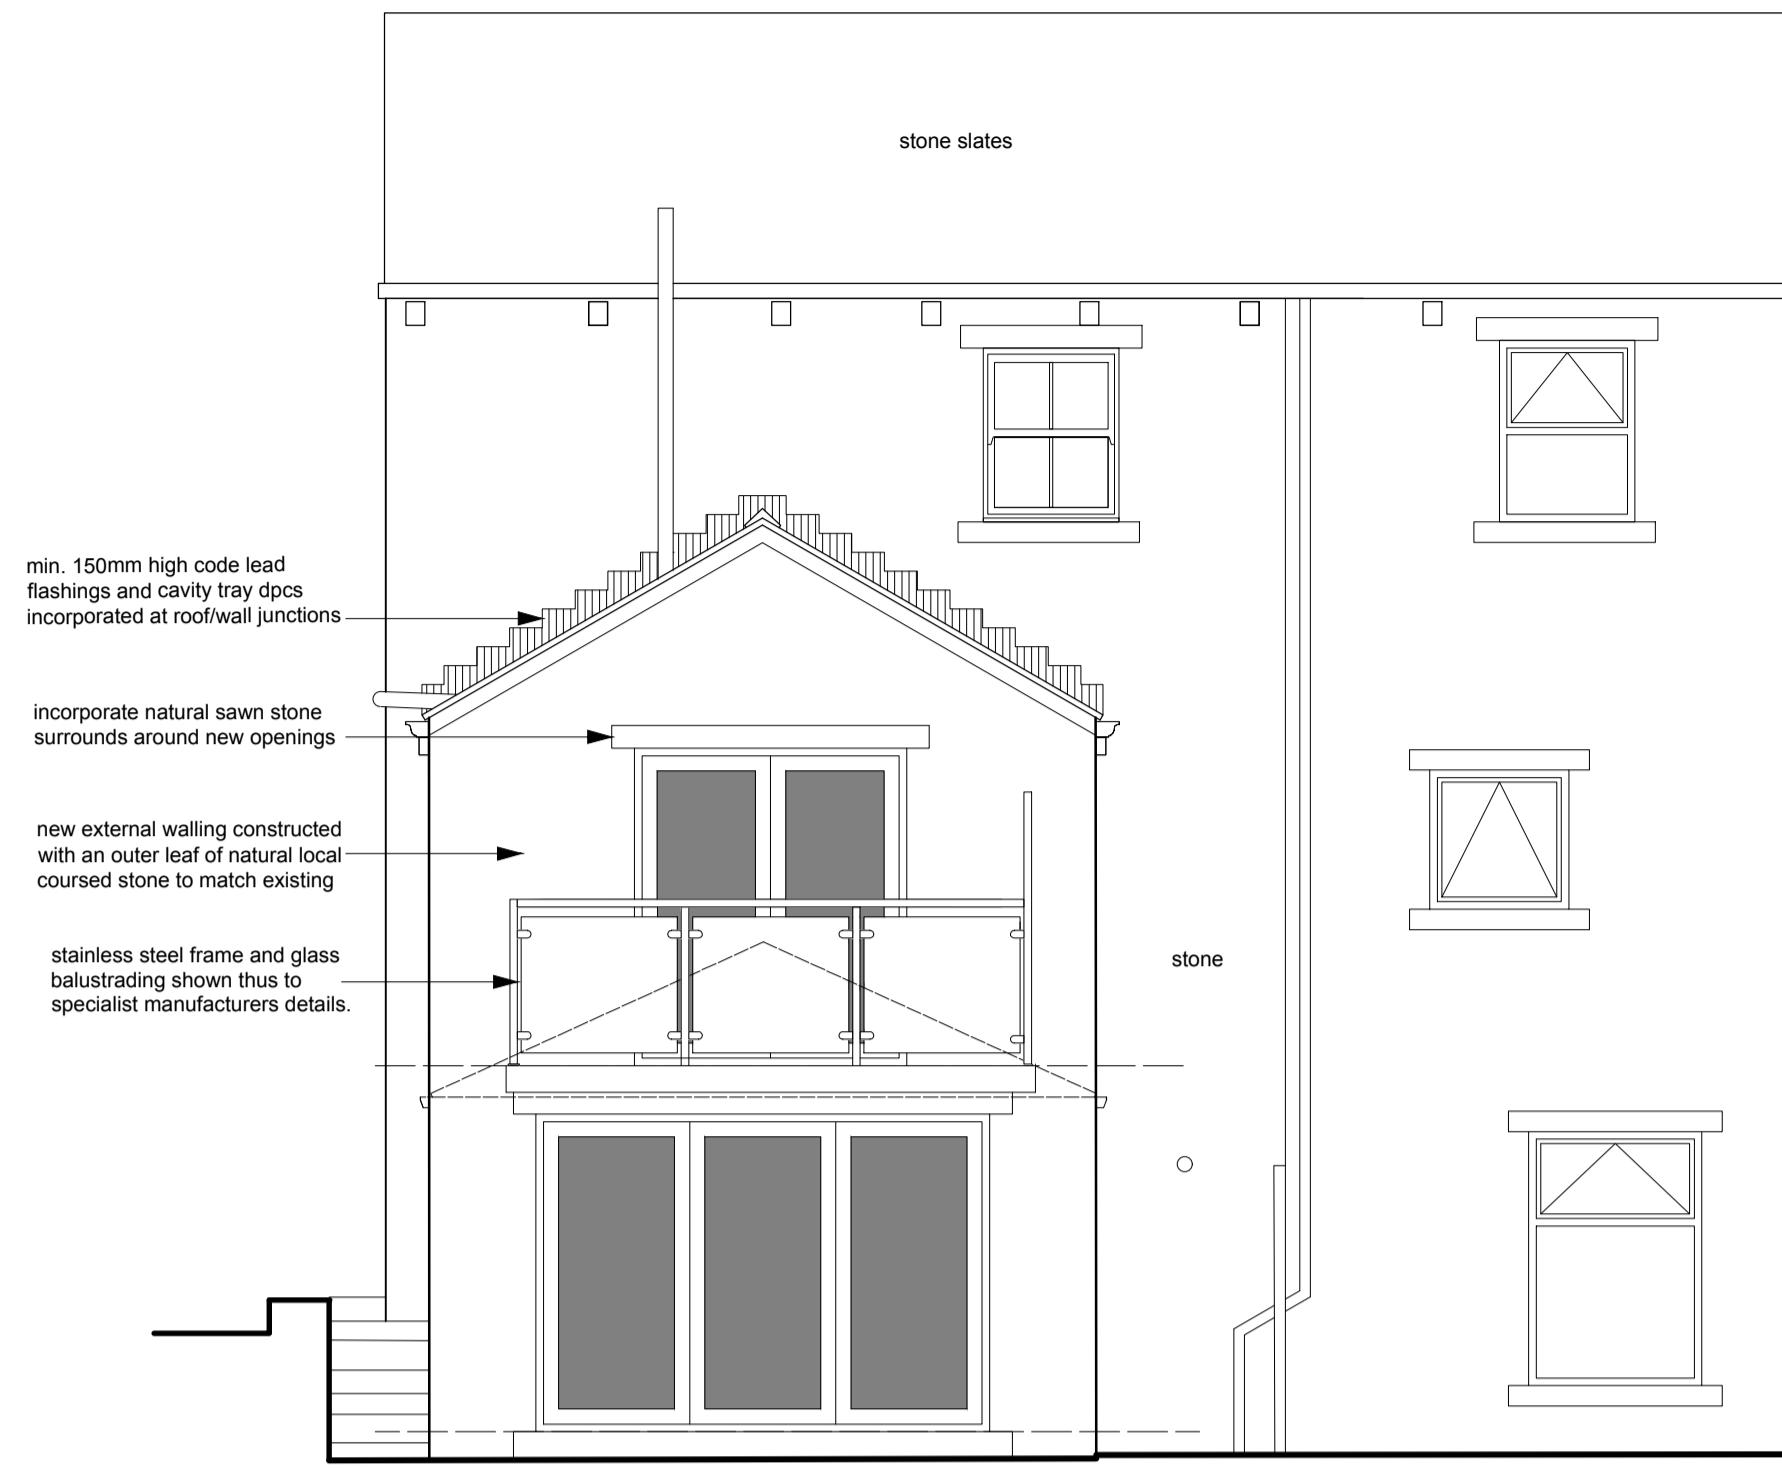 stone slates
min. 150mm high code lead
flashings and cavity tray dpcs
incorporated at roof/wall junctions
incorporate natural sawn stone
surrounds around new openings
new external walling constructed
with an outer leaf of natural local
coursed stone to match existing
stainless steel frame and glass
balustrading shown thus to
specialist manufacturers details.
stone